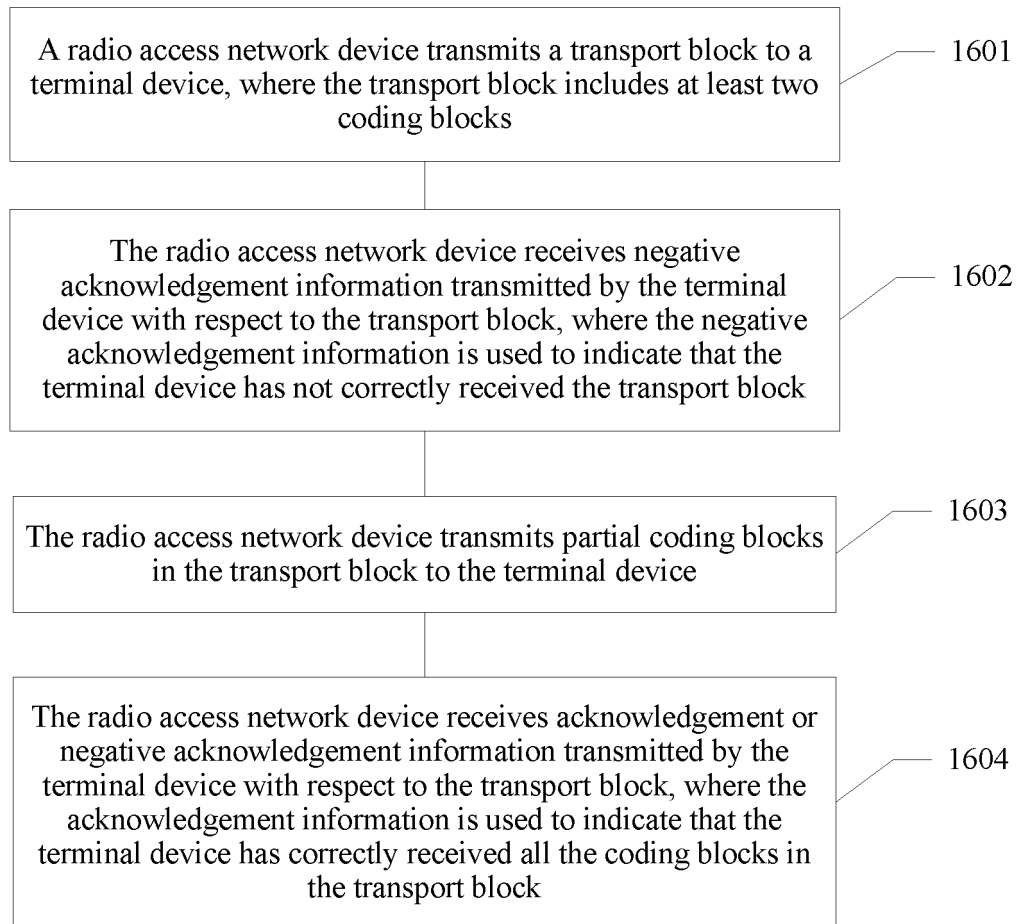 A radio access network device transmits a transport block to a
terminal device, where the transport block includes at least two
coding blocks
1601
The radio access network device receives negative
acknowledgement information transmitted by the terminal
device with respect to the transport block, where the negative
acknowledgement information is used to indicate that the
terminal device has not correctly received the transport block
1602
The radio access network device transmits partial coding blocks
in the transport block to the terminal device
1603
The radio access network device receives acknowledgement or
negative acknowledgement information transmitted by the
terminal device with respect to the transport block, where the
acknowledgement information is used to indicate that the
terminal device has correctly received all the coding blocks in
the transport block
1604